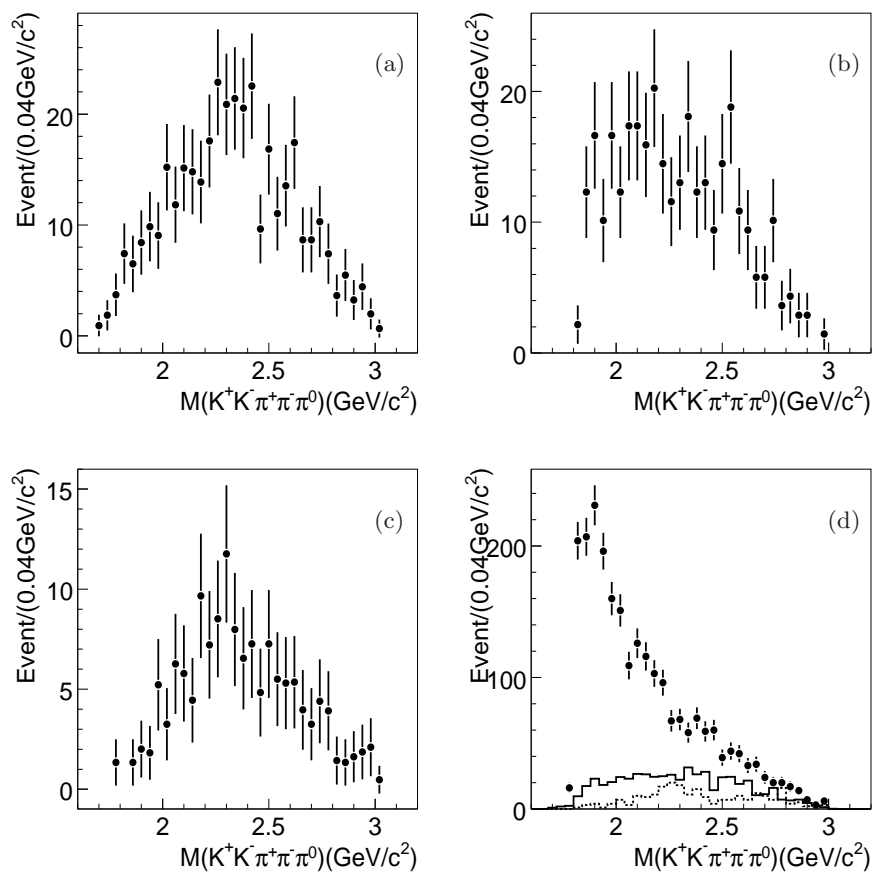 Event/(0.04GeV/c²)
(a)
20
10
0
2 2.5 3
M(K⁺K⁻π⁺π⁻π⁰)(GeV/c²)
Event/(0.04GeV/c²)
(b)
20
10
0
2 2.5 3
M(K⁺K⁻π⁺π⁻π⁰)(GeV/c²)
Event/(0.04GeV/c²)
(c)
15
10
5
0
2 2.5 3
M(K⁺K⁻π⁺π⁻π⁰)(GeV/c²)
Event/(0.04GeV/c²)
(d)
200
100
0
2 2.5 3
M(K⁺K⁻π⁺π⁻π⁰)(GeV/c²)